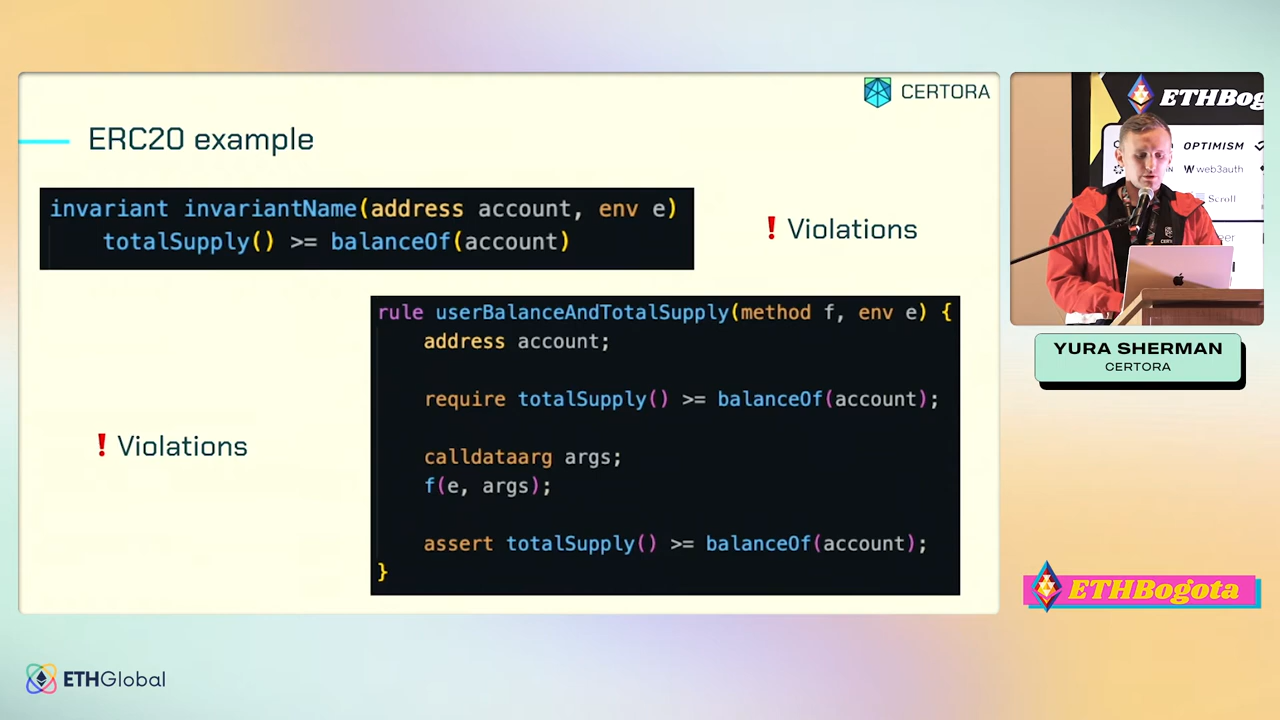 CERTORA
ERC20 example
invariant invariantName(address account, env e)
totalSupply() >= balanceOf(account)
! Violations
rule userBalanceAndTotalSupply(method f, env e) {
address account;
require totalSupply() >= balanceOf(account);
calldataarg args;
f(e, args);
assert totalSupply() >= balanceOf(account);
}
! Violations
ETHBog
OPTIMISM
web3auth
Scroll
YURA SHERMAN
CERTORA
ETHBogota
ETHGlobal